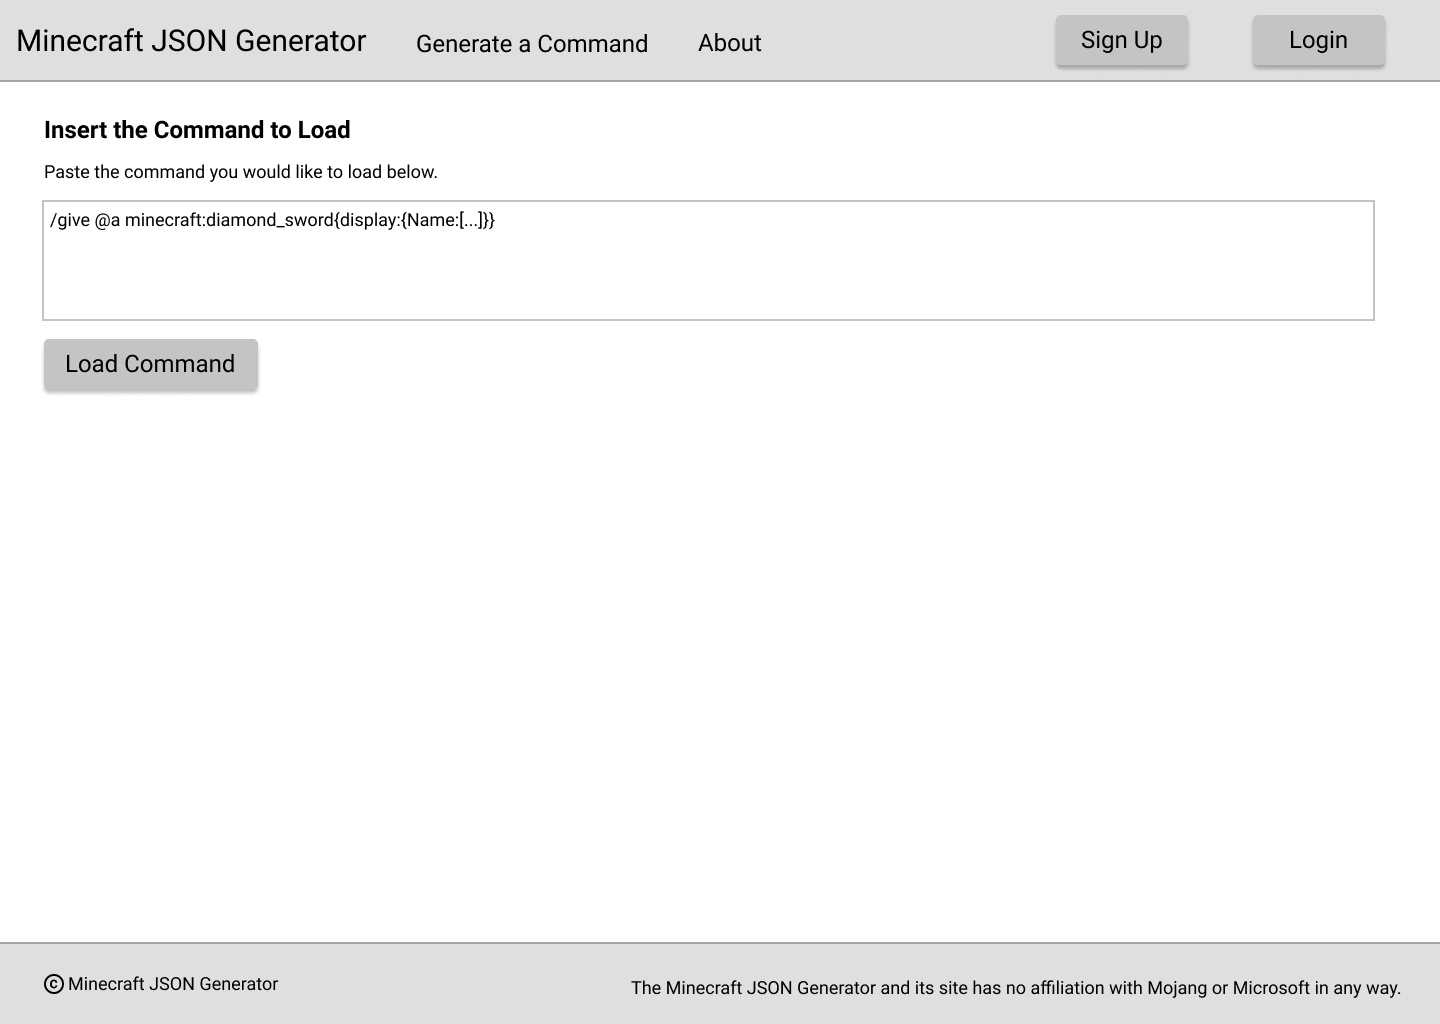 Minecraft JSON Generator
Generate a Command
About
Sign Up
Login
Insert the Command to Load
Paste the command you would like to load below.
/give @a minecraft:diamond_sword{display:{Name:[...]}}
Load Command
© Minecraft JSON Generator
The Minecraft JSON Generator and its site has no affiliation with Mojang or Microsoft in any way.